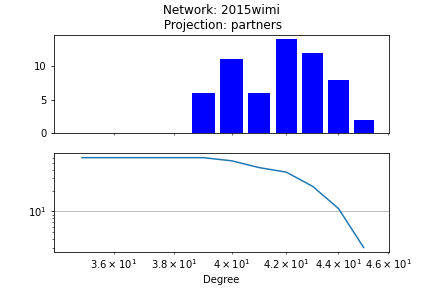 Network: 2015wimi
Projection: partners
10
5
0
10¹
3.6 × 10¹ 3.8 × 10¹ 4 × 10¹ 4.2 × 10¹ 4.4 × 10¹ 4.6 × 10¹
Degree